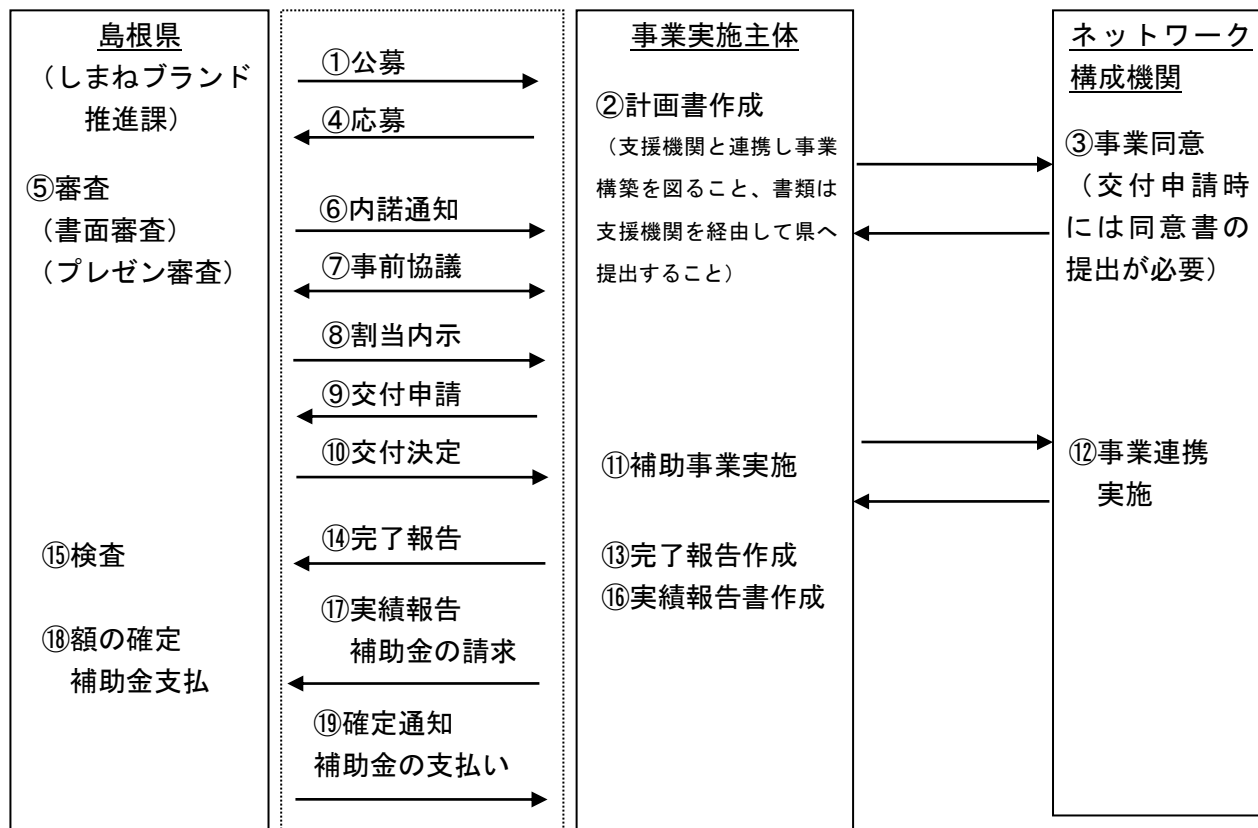 島根県
（しまねブランド
推進課）
⑤審査
（書面審査）
（プレゼン審査）
⑮検査
⑱額の確定
補助金支払
①公募
④応募
⑥内諾通知
⑦事前協議
⑧割当内示
⑨交付申請
⑩交付決定
⑭完了報告
⑰実績報告
補助金の請求
⑲確定通知
補助金の支払い
事業実施主体
②計画書作成
（支援機関と連携し事業
構築を図ること、書類は
支援機関を経由して県へ
提出すること）
⑪補助事業実施
⑬完了報告作成
⑯実績報告書作成
ネットワーク
構成機関
③事業同意
（交付申請時
には同意書の
提出が必要）
⑫事業連携
実施